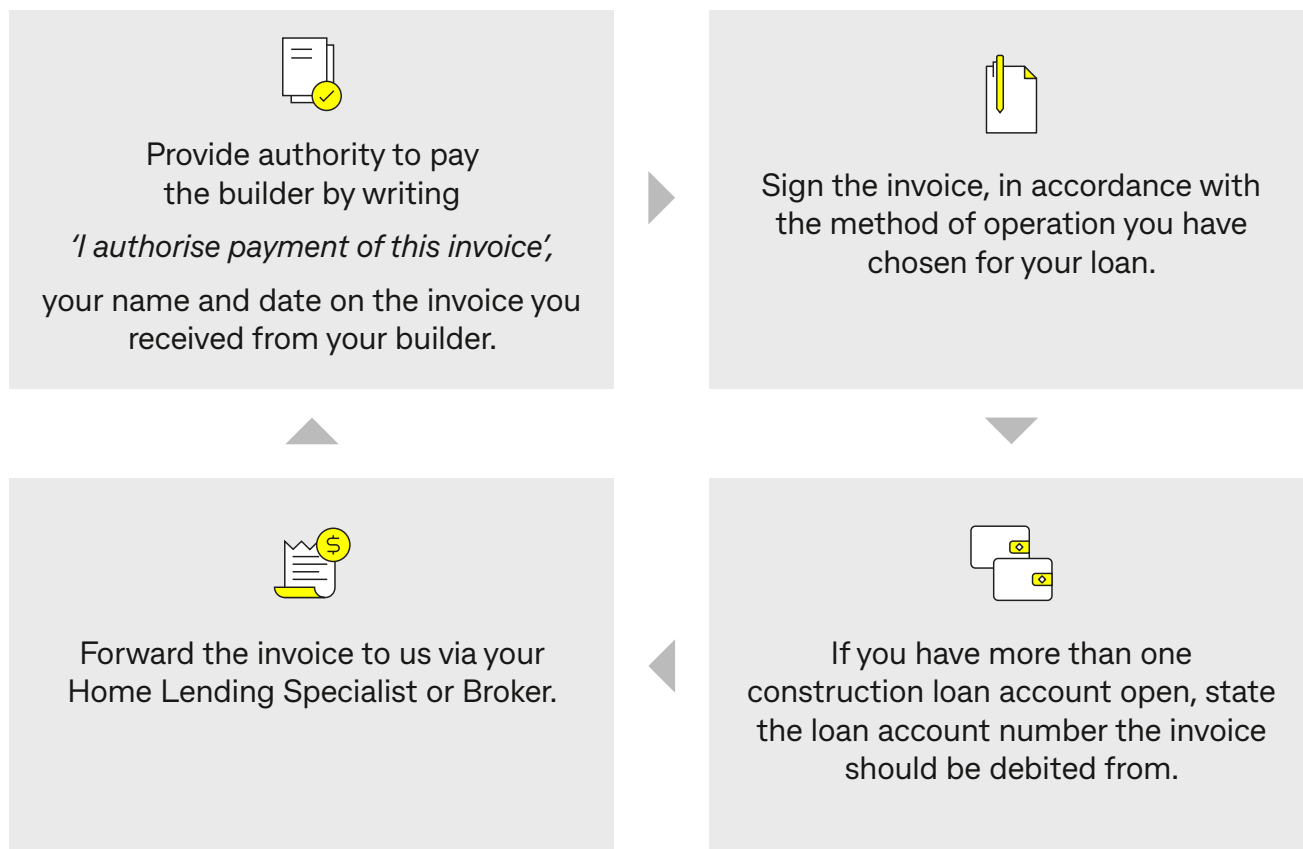 Provide authority to pay
the builder by writing
‘I authorise payment of this invoice’,
your name and date on the invoice you
received from your builder.
Sign the invoice, in accordance with
the method of operation you have
chosen for your loan.
If you have more than one
construction loan account open, state
the loan account number the invoice
should be debited from.
Forward the invoice to us via your
Home Lending Specialist or Broker.